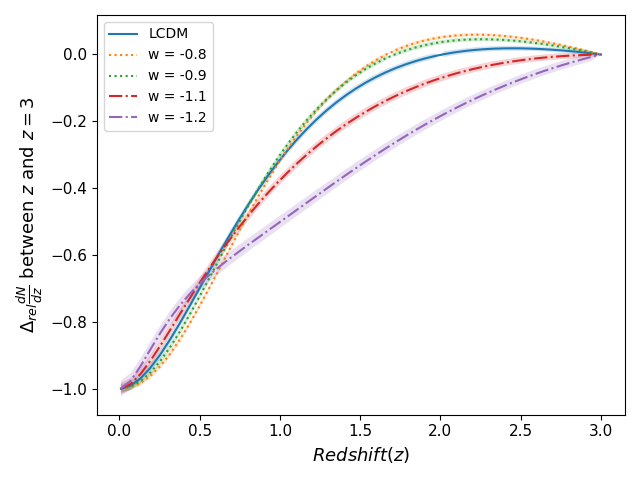 LCDM
w = -0.8
w = -0.9
w = -1.1
w = -1.2
0.0
−0.2
−0.4
−0.6
−0.8
−1.0
Δrel dN/dz between z and z = 3
0.0 0.5 1.0 1.5 2.0 2.5 3.0
Redshift(z)